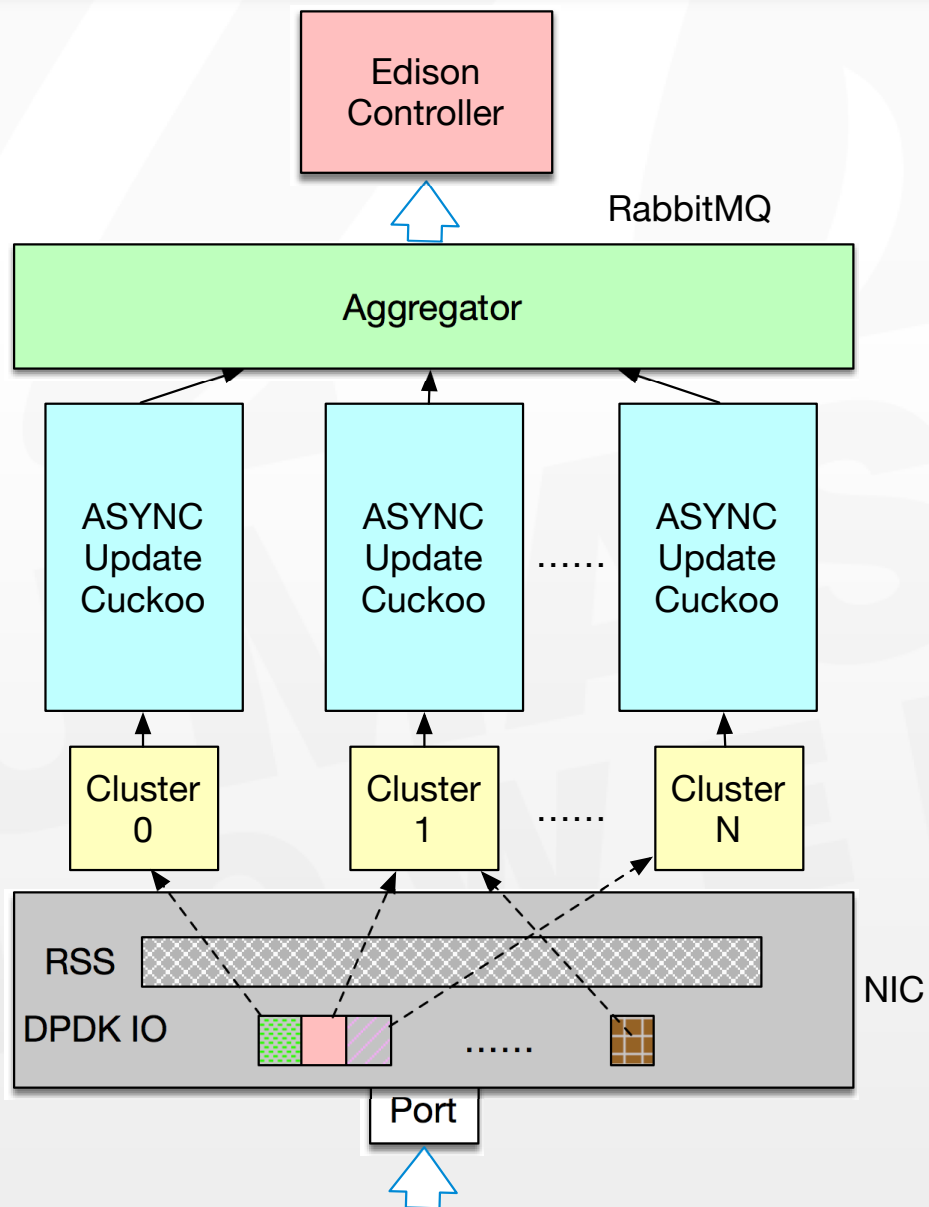 Edison
Controller
RabbitMQ
Aggregator
ASYNC
Update
Cuckoo
ASYNC
Update
Cuckoo
......
ASYNC
Update
Cuckoo
Cluster
0
Cluster
1
......
Cluster
N
RSS
NIC
DPDK IO
......
Port